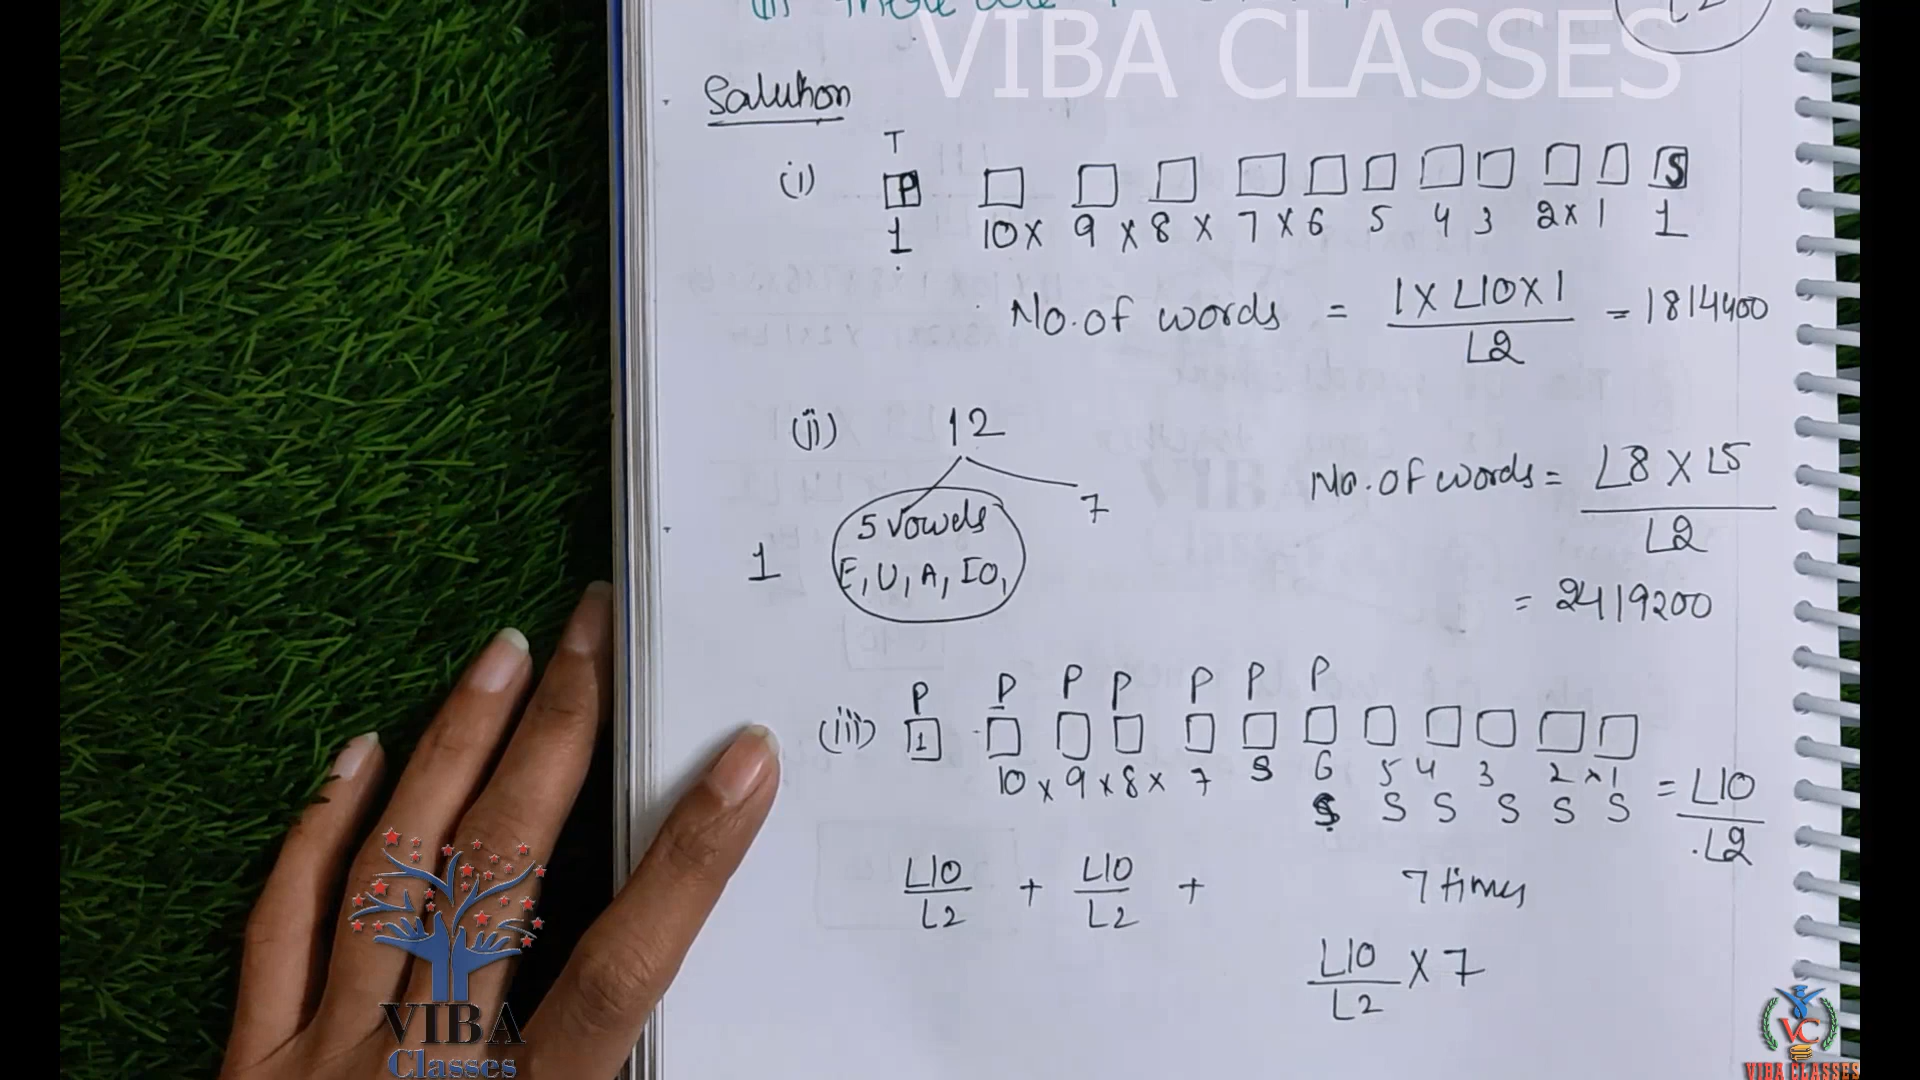 VIBA CLASSES
Solution
T
(i) P S
1 10 x 9 x 8 x 7 x 6 5 4 3 2 x 1 1
No. of words = 1 x L10 x 1 / L2 = 1814400
(ii) 12
5 vowels 7
1 E, U, A, I O,
No. of words = L8 x L5 / L2
= 2419200
P P P P P P P
(iii) 1
10 x 9 x 8 x 7 S 6 5 4 3 2 x 1 = L10 / L2
S S S S S S
L10 / L2 + L10 / L2 + 7 times
L10 / L2 x 7
VIBA
Classes
VC
VIBA CLASSES